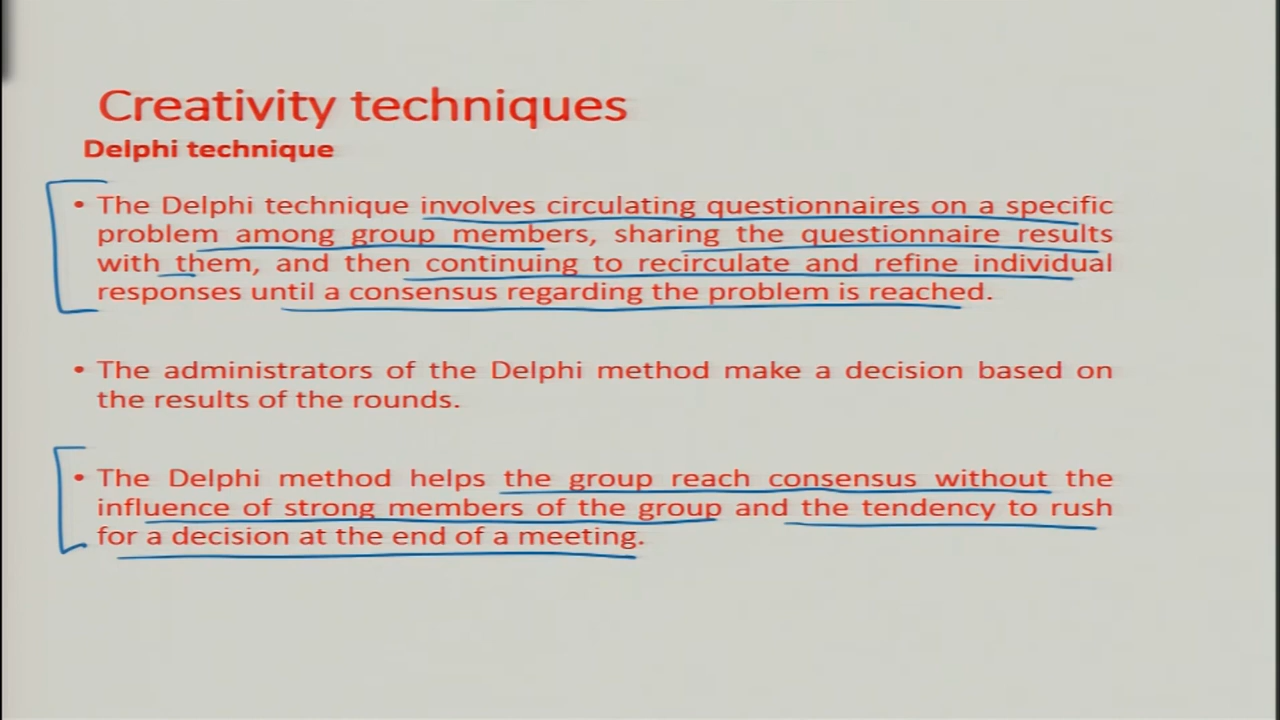 Creativity techniques
Delphi technique
• The Delphi technique involves circulating questionnaires on a specific
problem among group members, sharing the questionnaire results
with them, and then continuing to recirculate and refine individual
responses until a consensus regarding the problem is reached.
• The administrators of the Delphi method make a decision based on
the results of the rounds.
• The Delphi method helps the group reach consensus without the
influence of strong members of the group and the tendency to rush
for a decision at the end of a meeting.